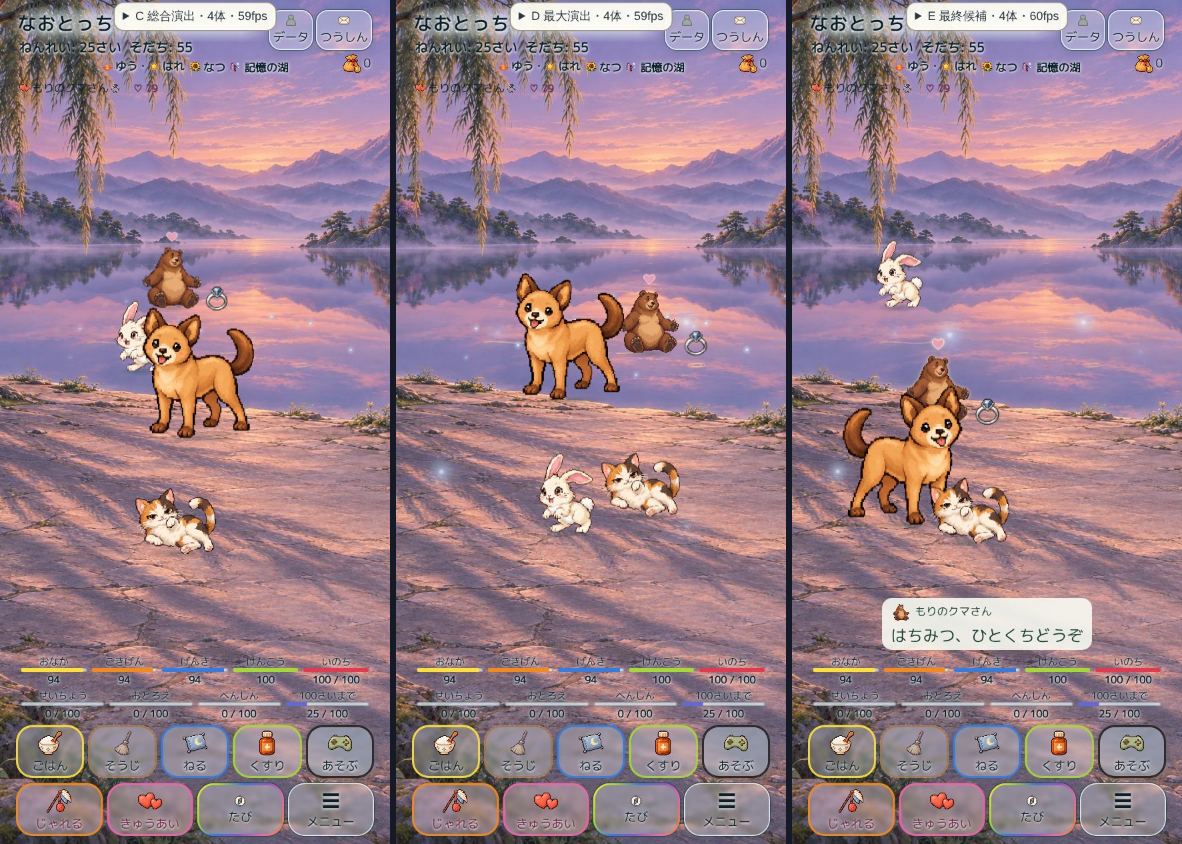 なおとっち
▶ C 総合演出・4体・59fps
データ
つうしん
ねんれい: 25さい そだち: 55
ゆう・はれ なつ 記憶の湖
0
もりのクマさん
♡ 79
おなか
ごきげん
げんき
けんこう
いのち
94
94
94
100
100 / 100
せいちょう
おとろえ
へんしん
100さいまで
0 / 100
0 / 100
0 / 100
25 / 100
ごはん
そうじ
ねる
くすり
あそぶ
じゃれる
きゅうあい
たび
メニュー
なおとっち
▶ D 最大演出・4体・59fps
データ
つうしん
ねんれい: 25さい そだち: 55
ゆう・はれ なつ 記憶の湖
0
もりのクマさん
♡ 79
おなか
ごきげん
げんき
けんこう
いのち
94
94
94
100
100 / 100
せいちょう
おとろえ
へんしん
100さいまで
0 / 100
0 / 100
0 / 100
25 / 100
ごはん
そうじ
ねる
くすり
あそぶ
じゃれる
きゅうあい
たび
メニュー
なおとっち
▶ E 最終候補・4体・60fps
データ
つうしん
ねんれい: 25さい そだち: 55
ゆう・はれ なつ 記憶の湖
0
もりのクマさん
♡ 79
もりのクマさん
はちみつ、ひとくちどうぞ
おなか
ごきげん
げんき
けんこう
いのち
94
94
94
100
100 / 100
せいちょう
おとろえ
へんしん
100さいまで
0 / 100
0 / 100
0 / 100
25 / 100
ごはん
そうじ
ねる
くすり
あそぶ
じゃれる
きゅうあい
たび
メニュー